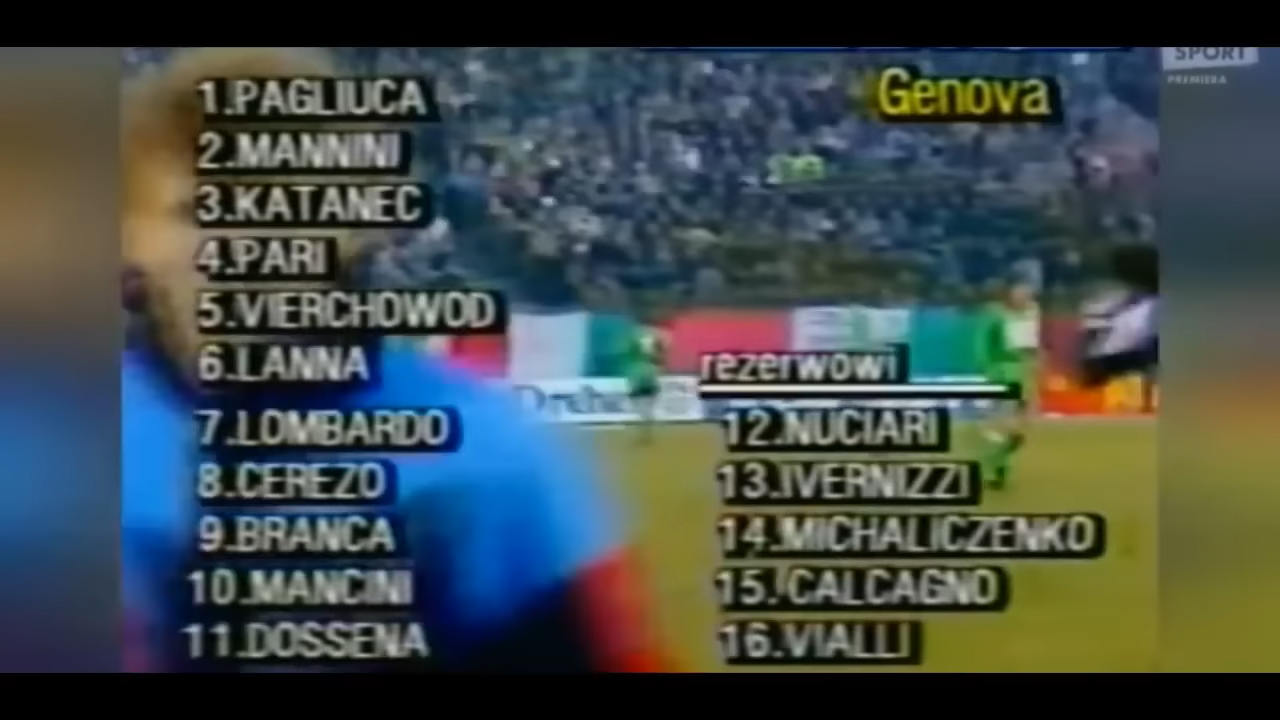 SPORT
PREMIERA
Genova
1.PAGLIUCA
2.MANNINI
3.KATANEC
4.PARI
5.VIERCHOWOD
6.LANNA
7.LOMBARDO
8.CEREZO
9.BRANCA
10.MANCINI
11.DOSSENA
rezerwowi
12.NUCIARI
13.IVERNIZZI
14.MICHALICZENKO
15.CALCAGNO
16.VIALLI